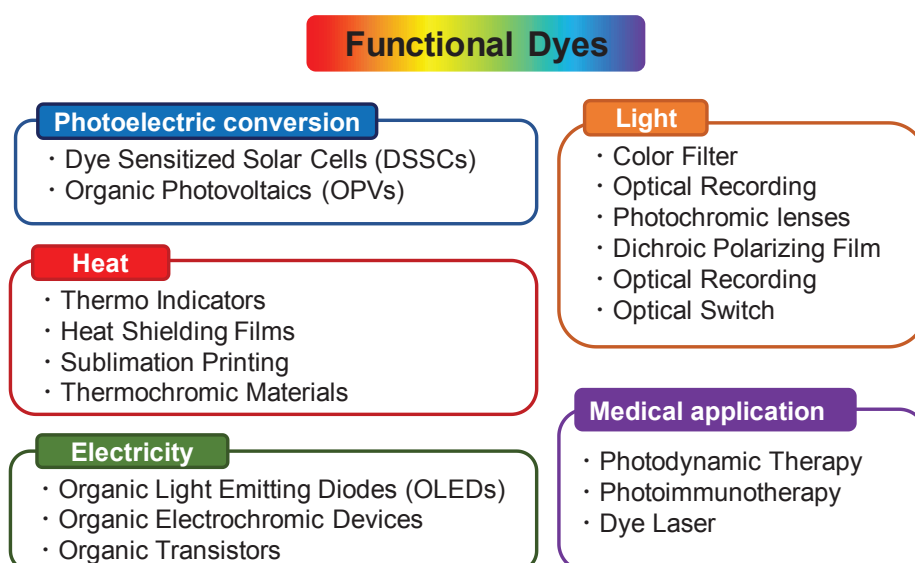 Functional Dyes
Photoelectric conversion
・Dye Sensitized Solar Cells (DSSCs)
・Organic Photovoltaics (OPVs)
Heat
・Thermo Indicators
・Heat Shielding Films
・Sublimation Printing
・Thermochromic Materials
Electricity
・Organic Light Emitting Diodes (OLEDs)
・Organic Electrochromic Devices
・Organic Transistors
Light
・Color Filter
・Optical Recording
・Photochromic lenses
・Dichroic Polarizing Film
・Optical Recording
・Optical Switch
Medical application
・Photodynamic Therapy
・Photoimmunotherapy
・Dye Laser